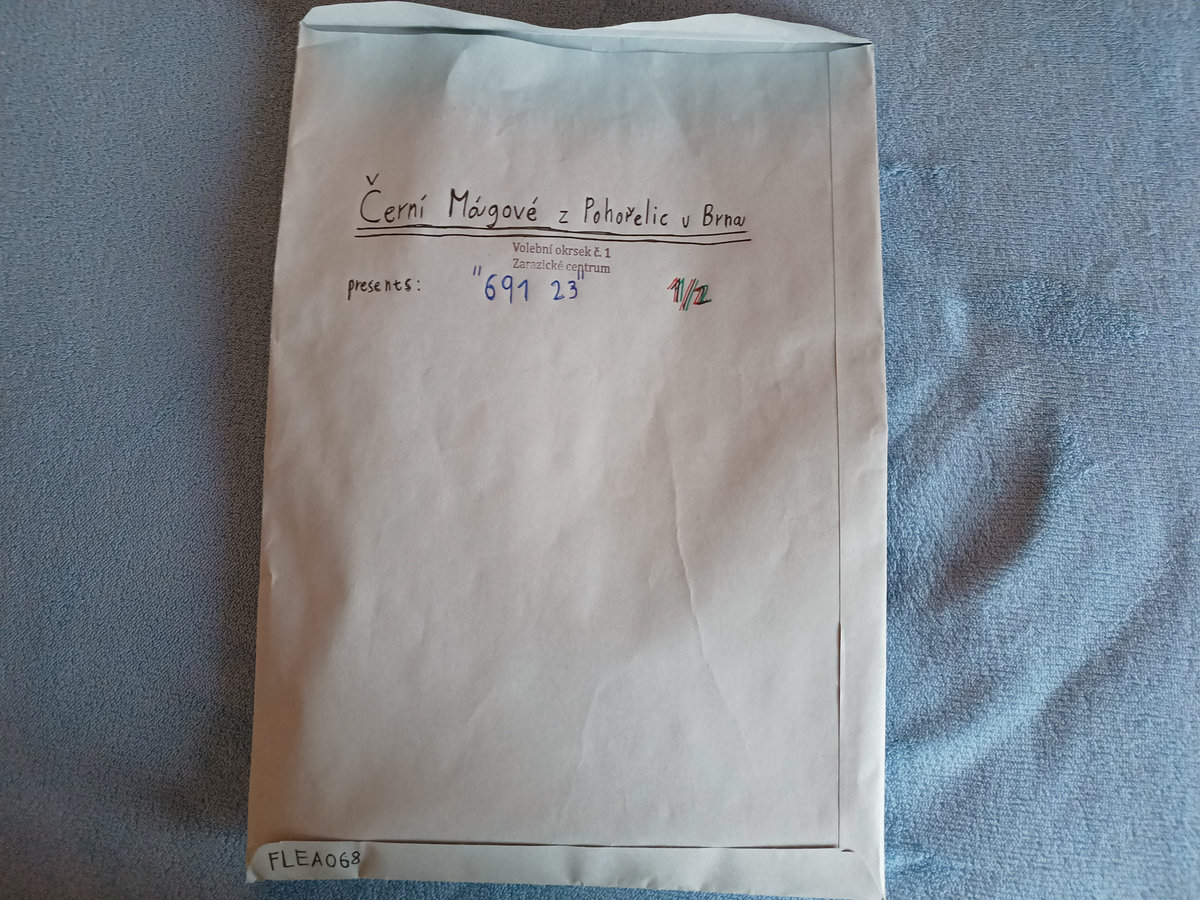 Černí Mágové z Pohořelic u Brna
Volební okrsek č. 1
Zarazické centrum
presents: "691 23" 1/2
FLEA068